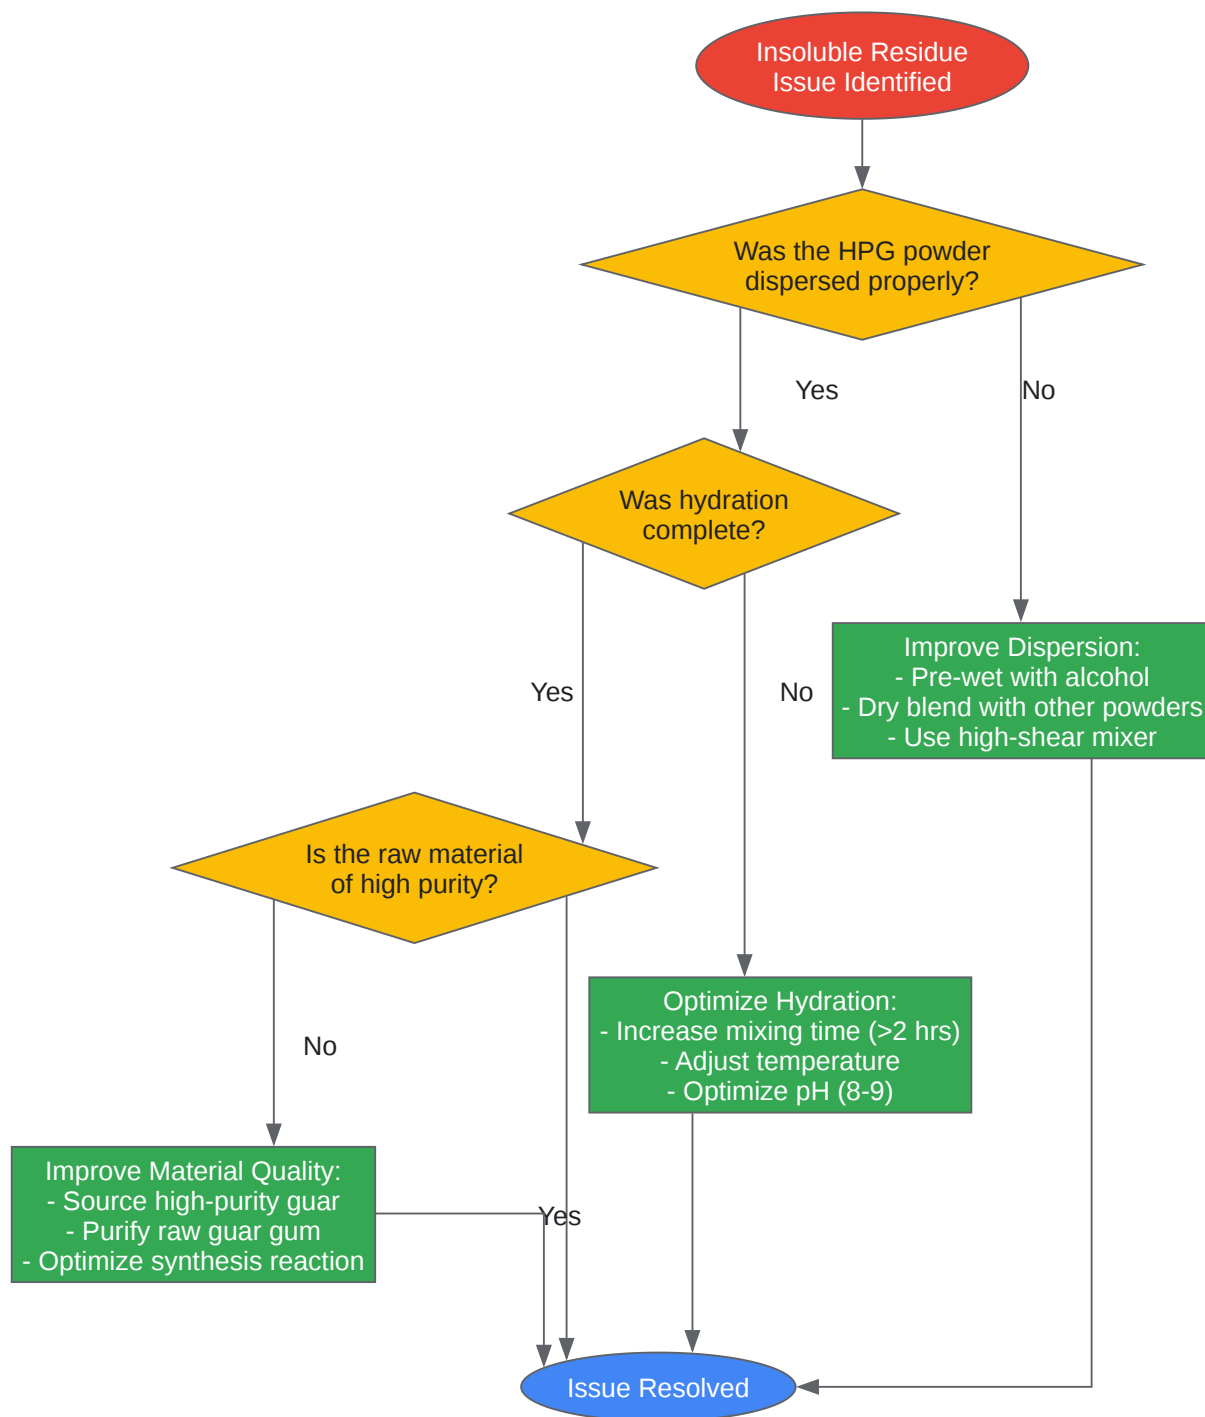 Insoluble Residue
Issue Identified
Was the HPG powder
dispersed properly?
Yes
No
Was hydration
complete?
Yes
No
Improve Dispersion:
- Pre-wet with alcohol
- Dry blend with other powders
- Use high-shear mixer
Is the raw material
of high purity?
No
Optimize Hydration:
- Increase mixing time (>2 hrs)
- Adjust temperature
- Optimize pH (8-9)
Improve Material Quality:
- Source high-purity guar
- Purify raw guar gum
- Optimize synthesis reaction
Yes
Issue Resolved